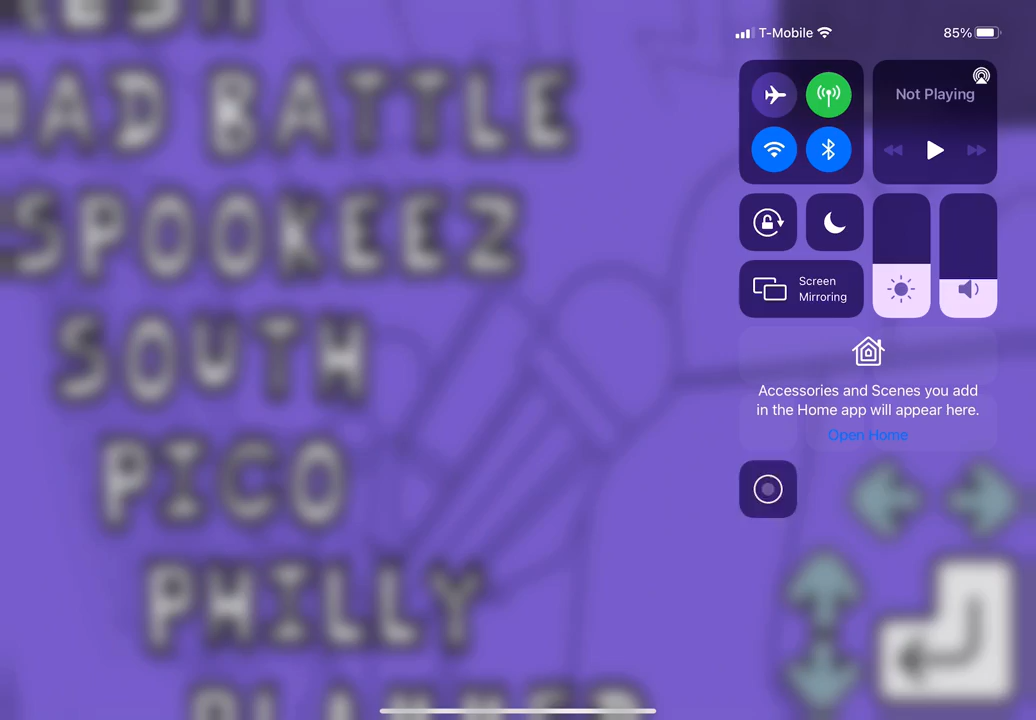 T-Mobile
85%
DAD BATTLE
Not Playing
SPOOKEEZ
Screen
Mirroring
SOUTH
Accessories and Scenes you add
in the Home app will appear here.
Open Home
PICO
PHILLY